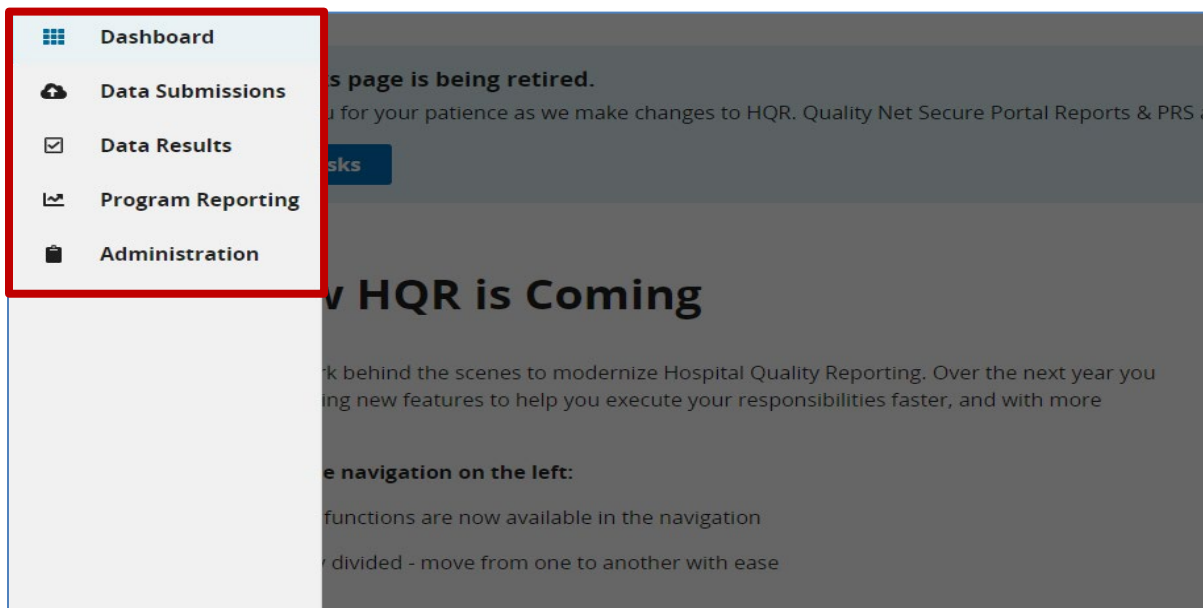 Dashboard
Data Submissions
Data Results
Program Reporting
Administration
page is being retired.
for your patience as we make changes to HQR. Quality Net Secure Portal Reports & PRS
HQR is Coming
behind the scenes to modernize Hospital Quality Reporting. Over the next year you
new features to help you execute your responsibilities faster, and with more
navigation on the left:
functions are now available in the navigation
divided - move from one to another with ease